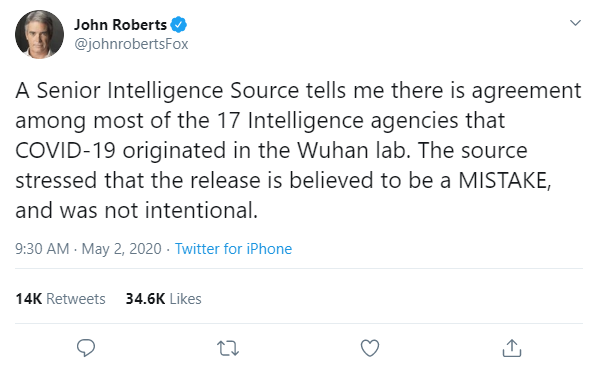 John Roberts
@johnrobertsFox
A Senior Intelligence Source tells me there is agreement
among most of the 17 Intelligence agencies that
COVID-19 originated in the Wuhan lab. The source
stressed that the release is believed to be a MISTAKE,
and was not intentional.
9:30 AM · May 2, 2020 · Twitter for iPhone
14K Retweets 34.6K Likes